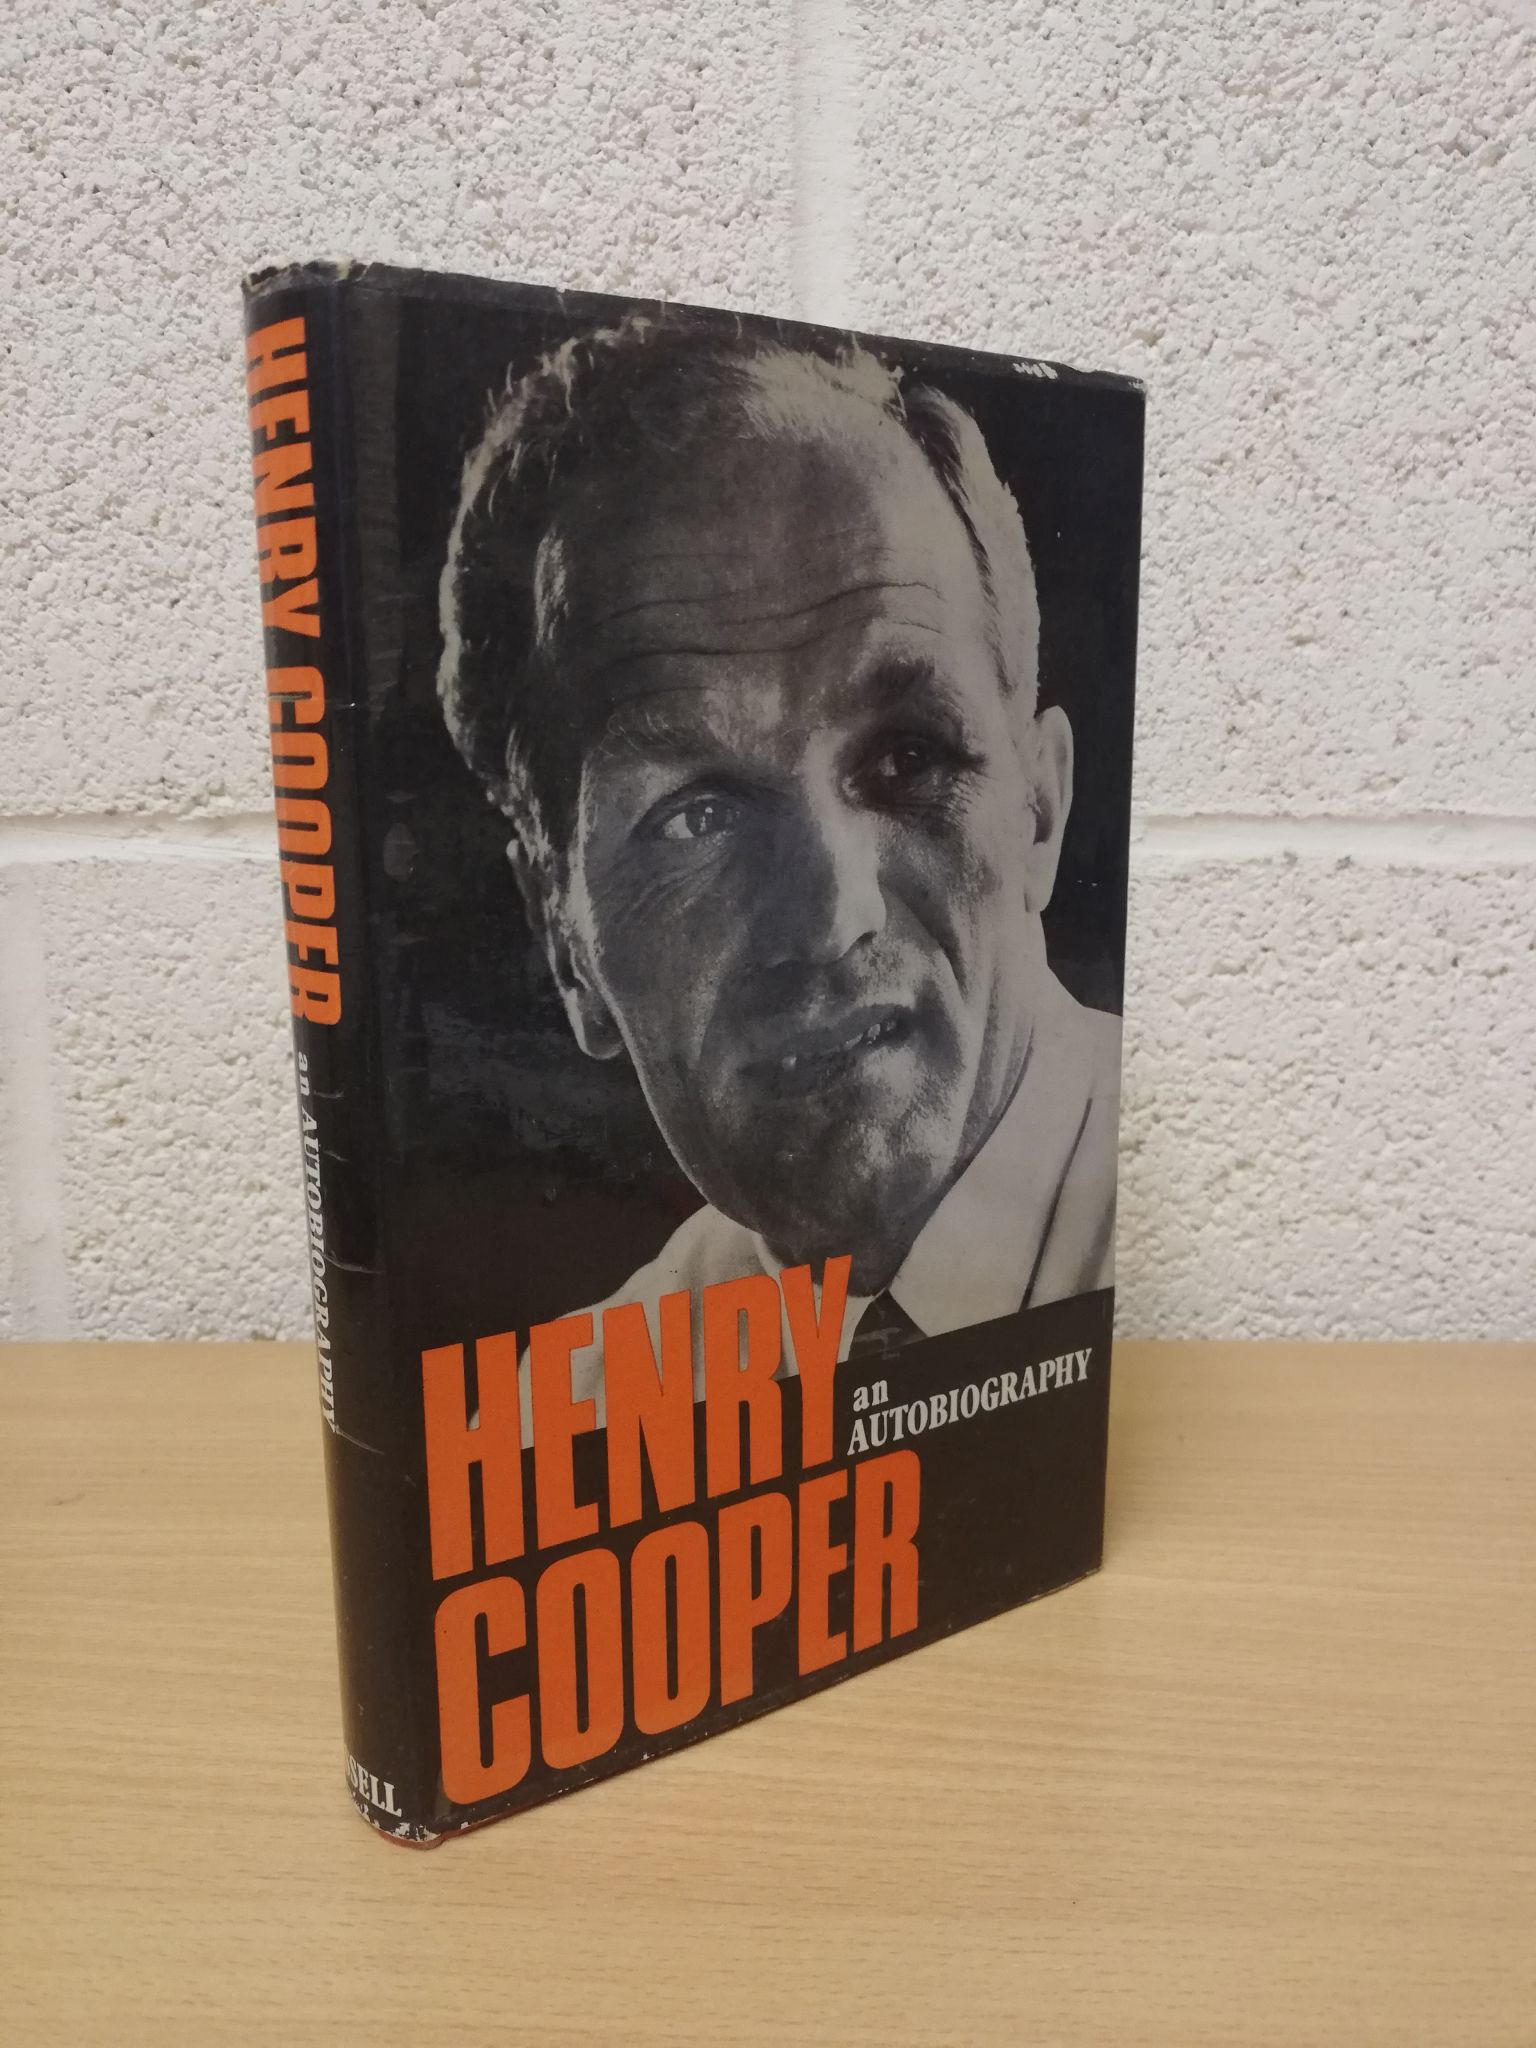 HENRY COOPER an AUTOBIOGRAPHY
HENRY
an
AUTOBIOGRAPHY
COOPER